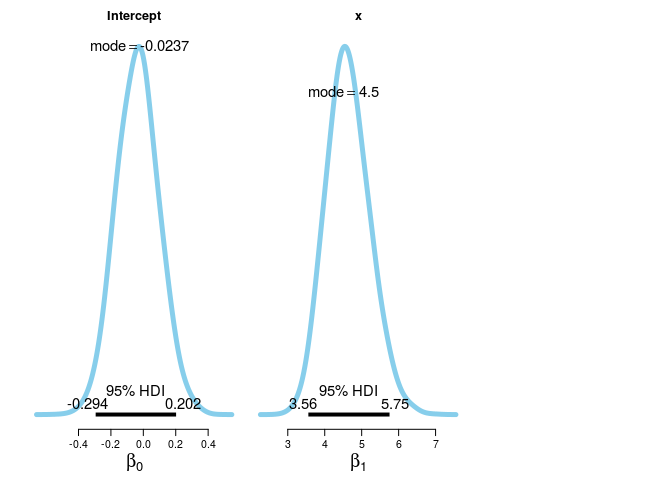 Intercept
mode = -0.0237
95% HDI
-0.294 0.202
-0.4 -0.2 0.0 0.2 0.4
β0
x
mode = 4.5
95% HDI
3.56 5.75
3 4 5 6 7
β1